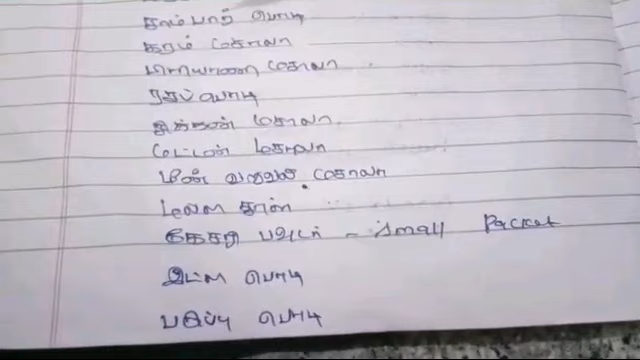 சாம்பார் பொடி
கரம் மசாலா
பிரியாணி மசாலா
ரசப் பொடி
சிக்கன் மசாலா
மட்டன் மசாலா
மீன் வறுவல் மசாலா
கேசரி பவுடர் - Small Packet
இட்லி பொடி
பருப்பு பொடி